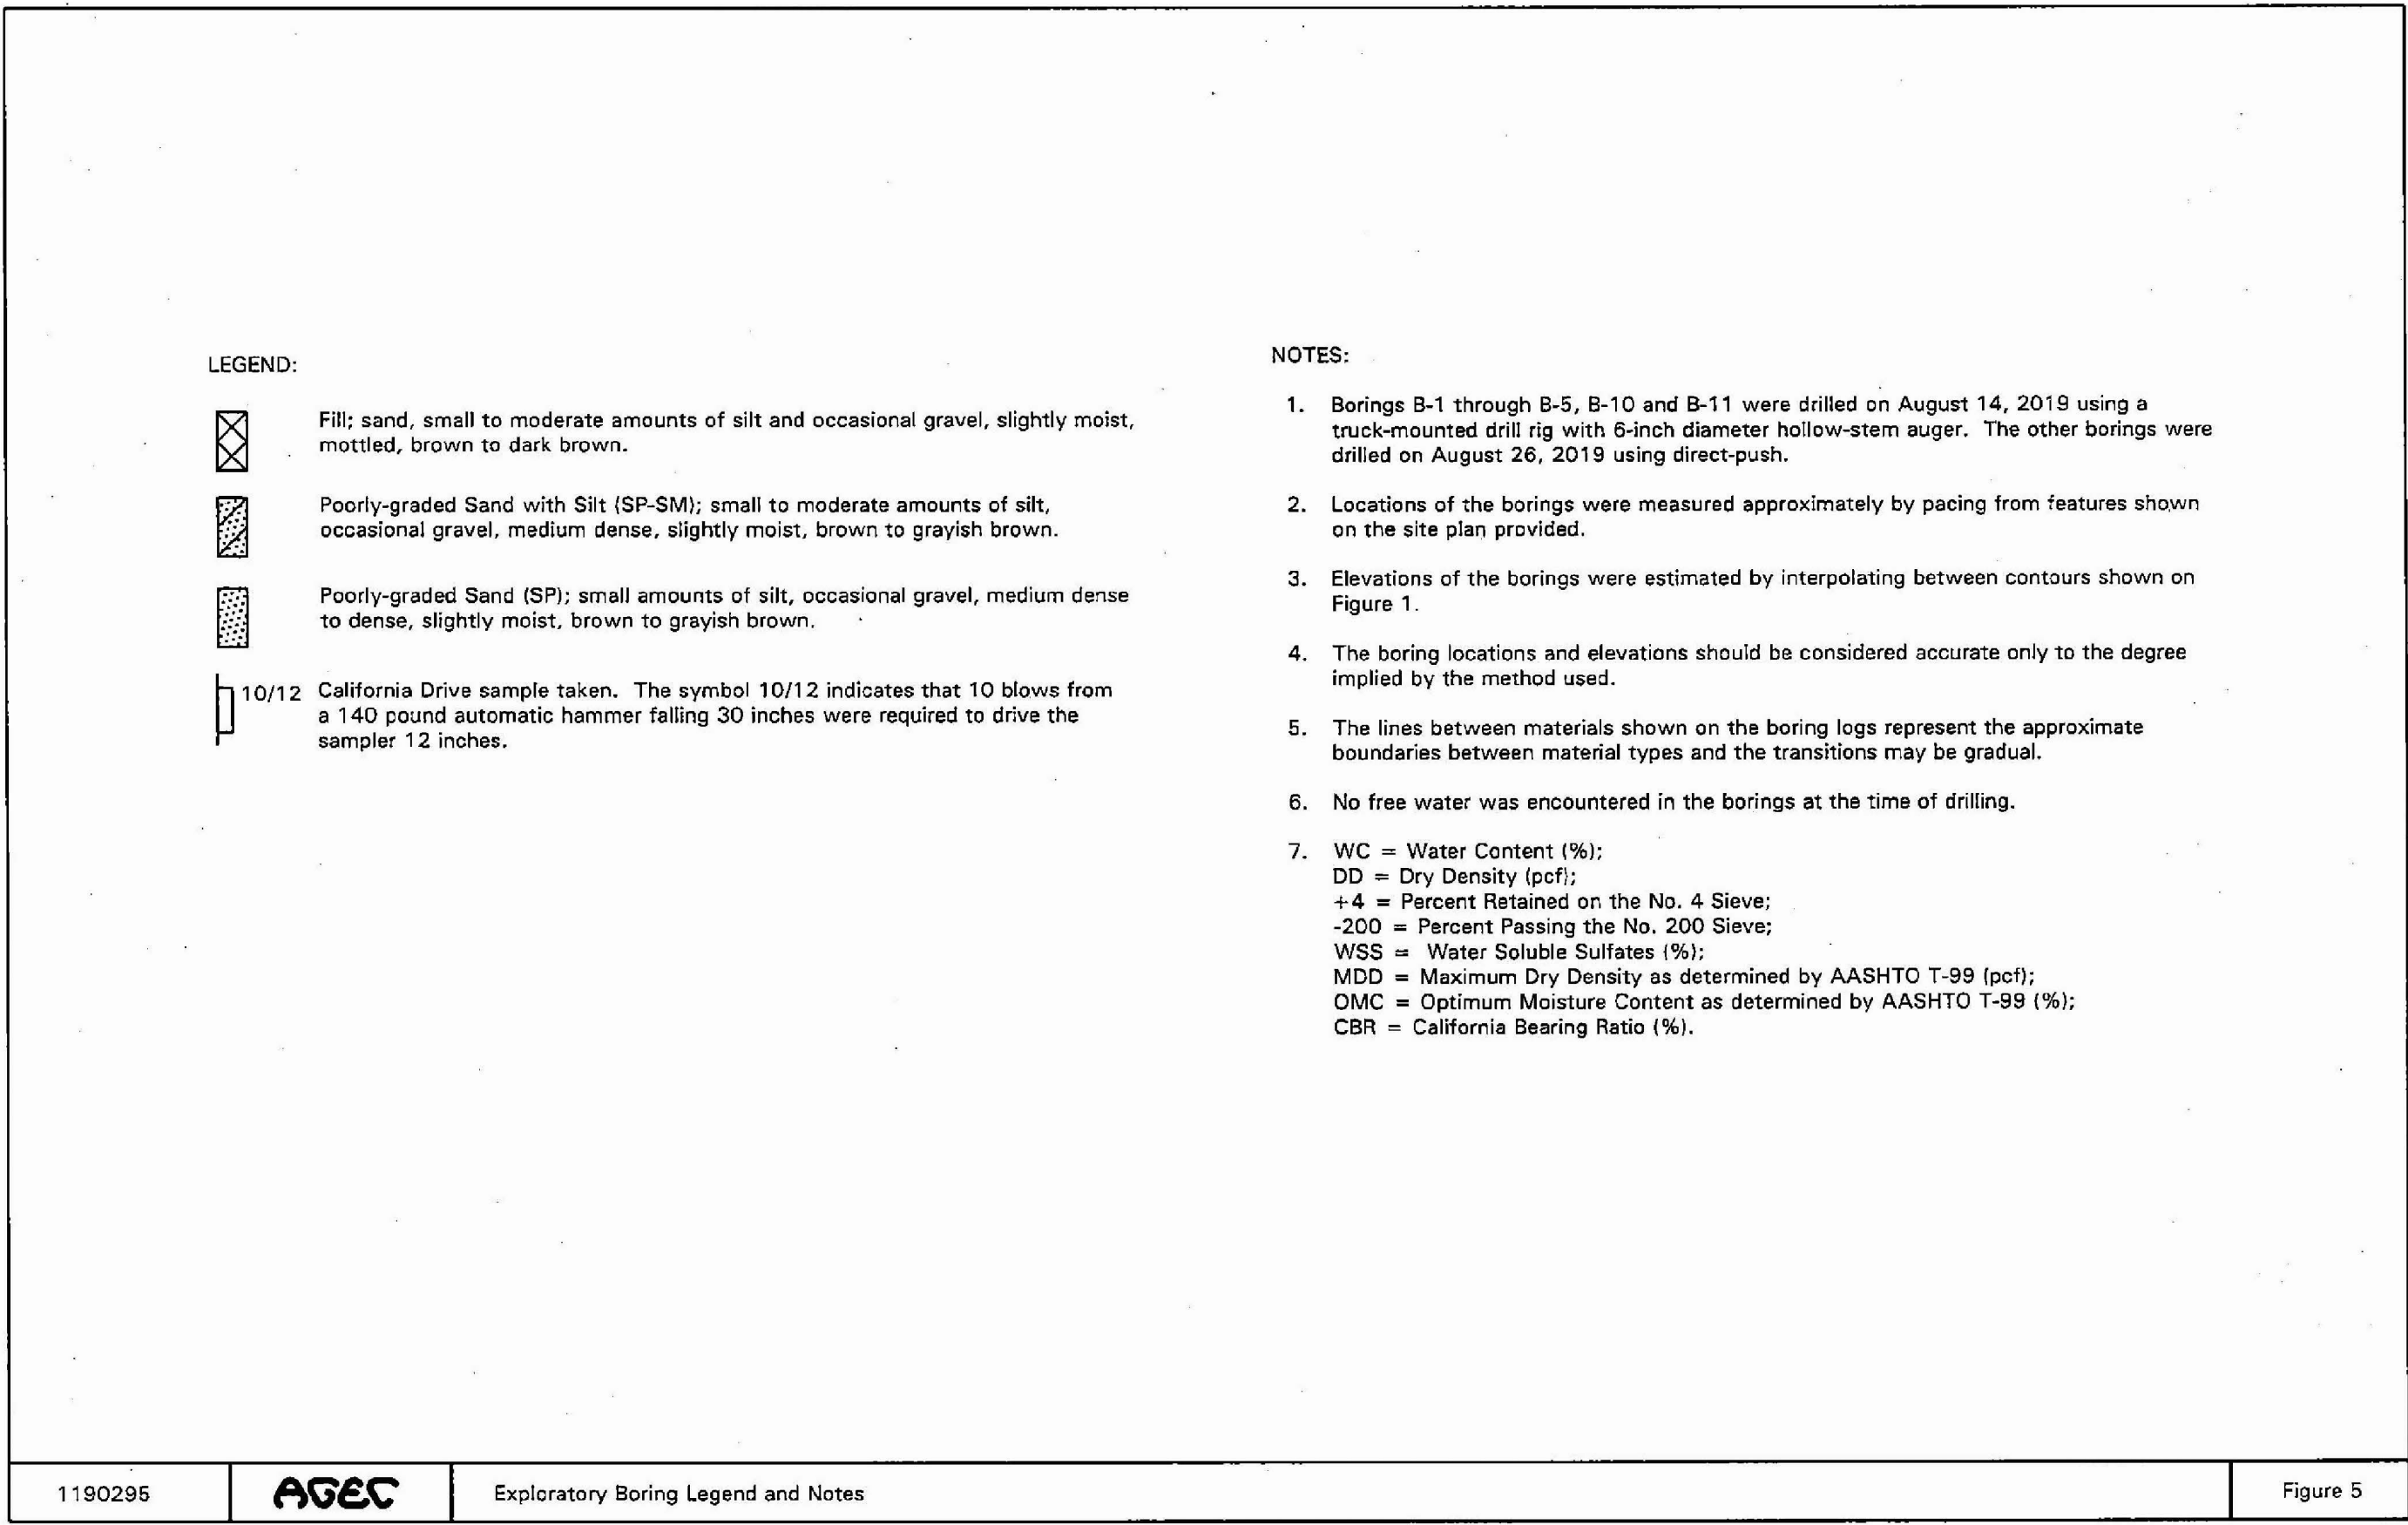 LEGEND:
Fill; sand, small to moderate amounts of silt and occasional gravel, slightly moist,
mottled, brown to dark brown.
Poorly-graded Sand with Silt (SP-SM); small to moderate amounts of silt,
occasional gravel, medium dense, slightly moist, brown to grayish brown.
Poorly-graded Sand (SP); small amounts of silt, occasional gravel, medium dense
to dense, slightly moist, brown to grayish brown.
10/12 California Drive sample taken. The symbol 10/12 indicates that 10 blows from
a 140 pound automatic hammer falling 30 inches were required to drive the
sampler 12 inches.
NOTES:
1. Borings B-1 through B-5, B-10 and B-11 were drilled on August 14, 2019 using a
truck-mounted drill rig with 6-inch diameter hollow-stem auger. The other borings were
drilled on August 26, 2019 using direct-push.
2. Locations of the borings were measured approximately by pacing from features shown
on the site plan provided.
3. Elevations of the borings were estimated by interpolating between contours shown on
Figure 1.
4. The boring locations and elevations should be considered accurate only to the degree
implied by the method used.
5. The lines between materials shown on the boring logs represent the approximate
boundaries between material types and the transitions may be gradual.
6. No free water was encountered in the borings at the time of drilling.
7. WC = Water Content (%);
DD = Dry Density (pcf);
+4 = Percent Retained on the No. 4 Sieve;
-200 = Percent Passing the No. 200 Sieve;
WSS = Water Soluble Sulfates (%);
MDD = Maximum Dry Density as determined by AASHTO T-99 (pcf);
OMC = Optimum Moisture Content as determined by AASHTO T-99 (%);
CBR = California Bearing Ratio (%).
1190295
AGEC
Exploratory Boring Legend and Notes
Figure 5